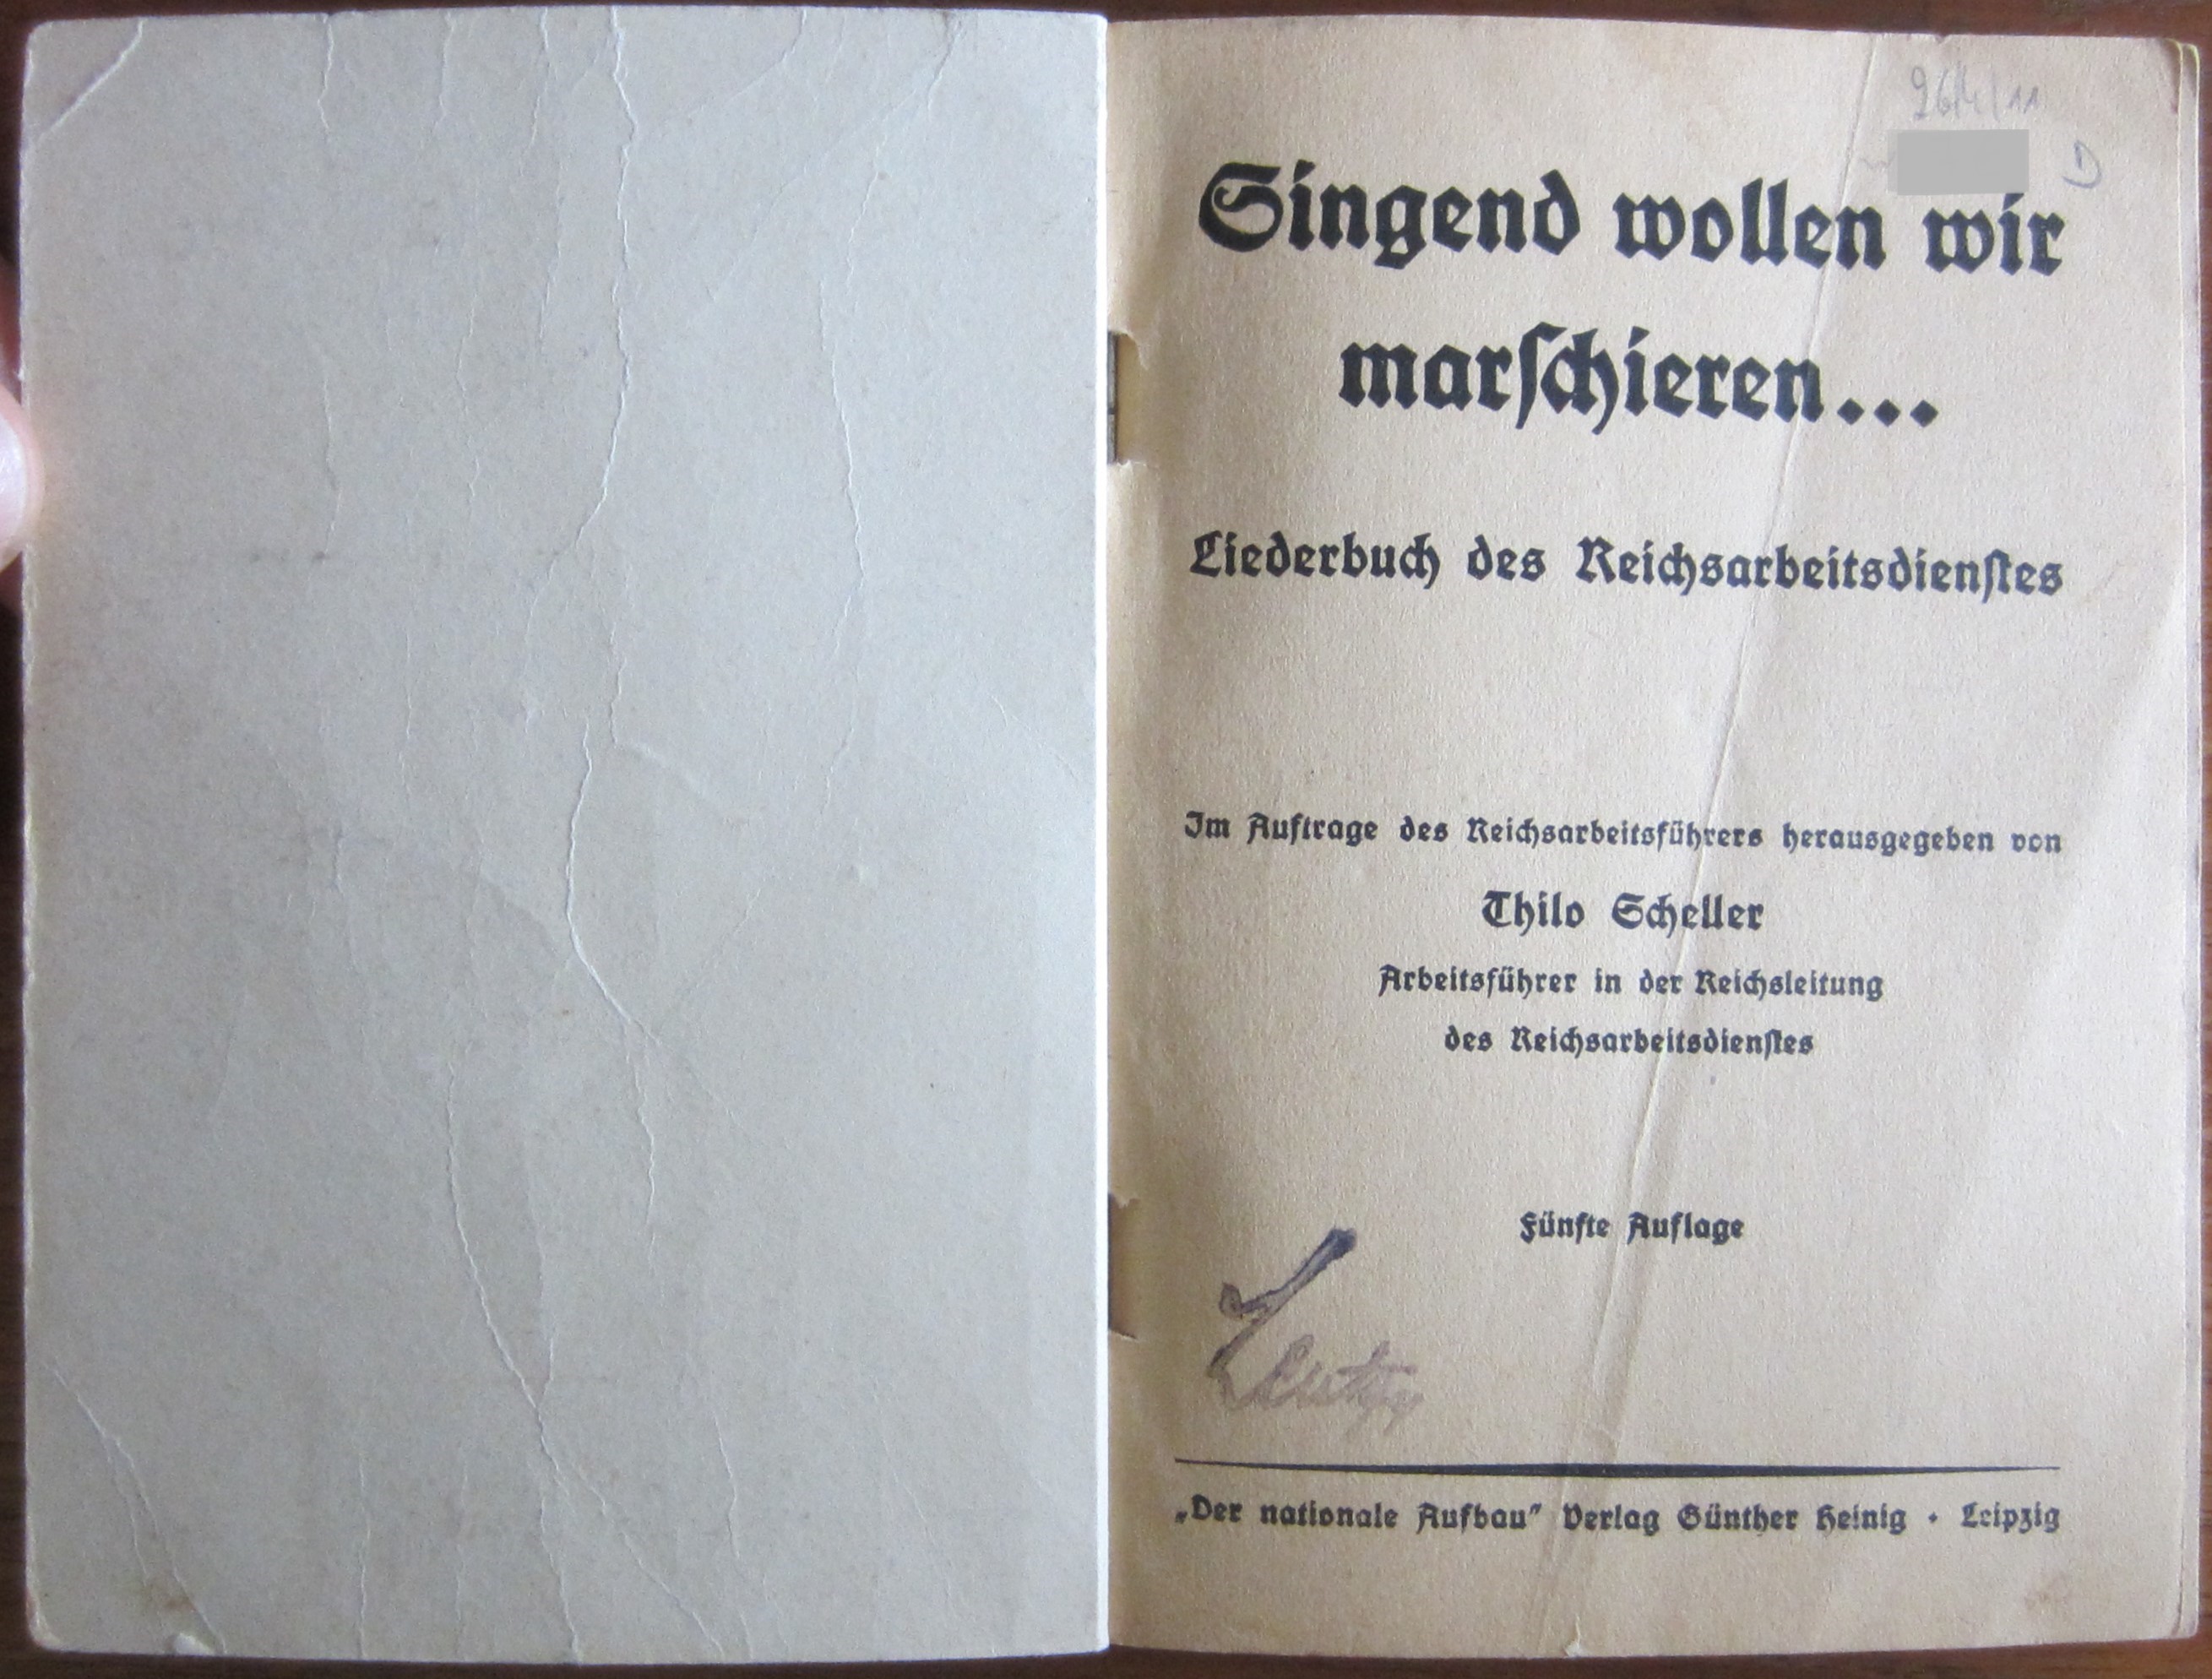 Singend wollen wir
marschieren...
Liederbuch des Reichsarbeitsdienstes
Im Auftrage des Reichsarbeitsführers herausgegeben von
Thilo Scheller
Arbeitsführer in der Reichsleitung
des Reichsarbeitsdienstes
Fünfte Auflage
„Der nationale Aufbau" Verlag Günther Heinig • Leipzig